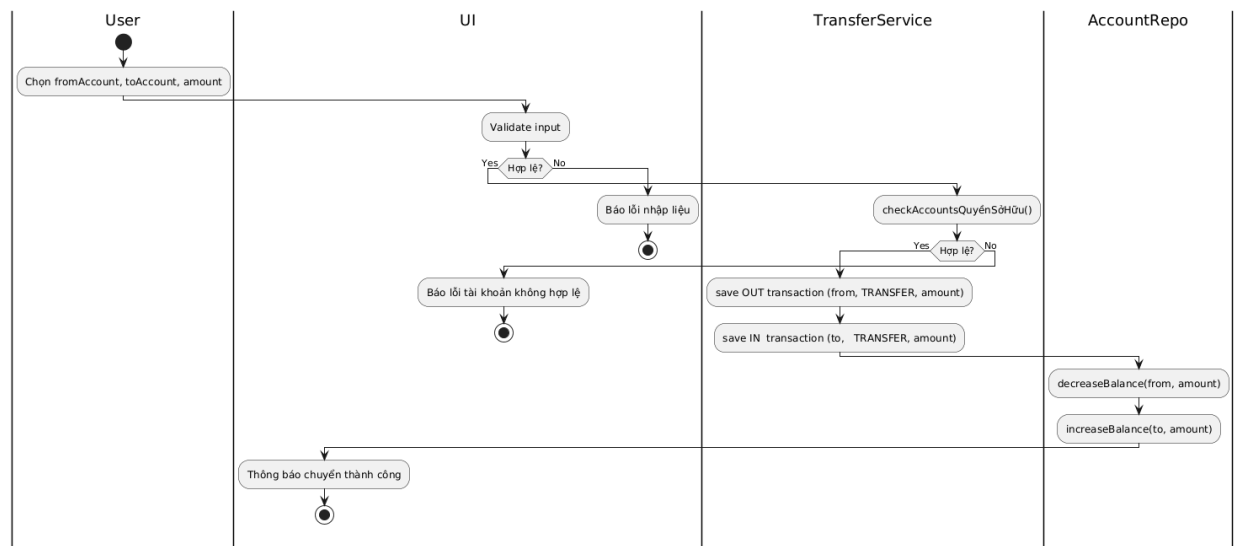 User
UI
TransferService
AccountRepo
Chọn fromAccount, toAccount, amount
Validate input
Yes
Hợp lệ?
No
Báo lỗi nhập liệu
checkAccountsQuyềnSởHữu()
Yes
Hợp lệ?
No
Báo lỗi tài khoản không hợp lệ
save OUT transaction (from, TRANSFER, amount)
save IN  transaction (to,   TRANSFER, amount)
decreaseBalance(from, amount)
increaseBalance(to, amount)
Thông báo chuyển thành công